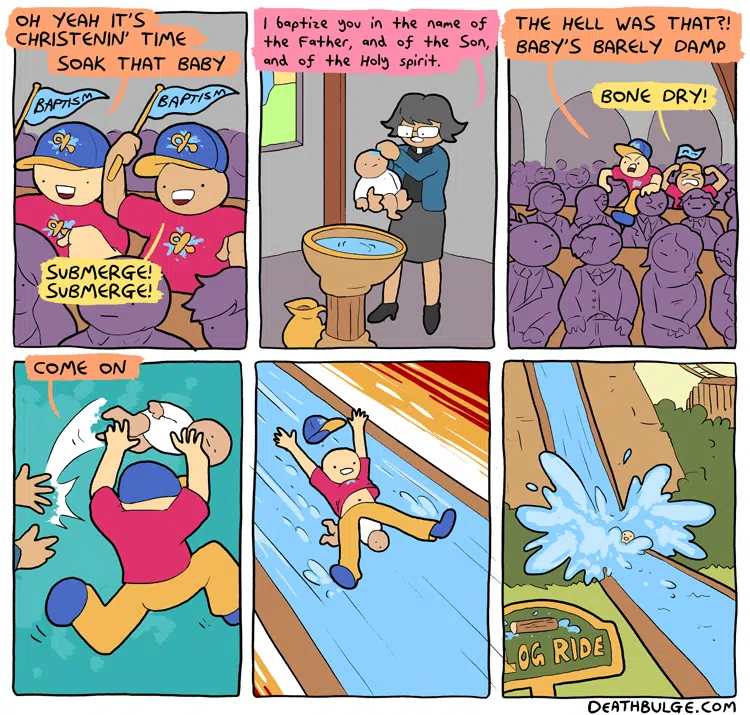 OH YEAH IT'S
CHRISTENIN' TIME
SOAK THAT BABY
BAPTISM
BAPTISM
SUBMERGE!
SUBMERGE!
I baptize you in the name of
the Father, and of the Son,
and of the Holy spirit.
THE HELL WAS THAT?!
BABY'S BARELY DAMP
BONE DRY!
COME ON
LOG RIDE
DEATHBULGE.COM